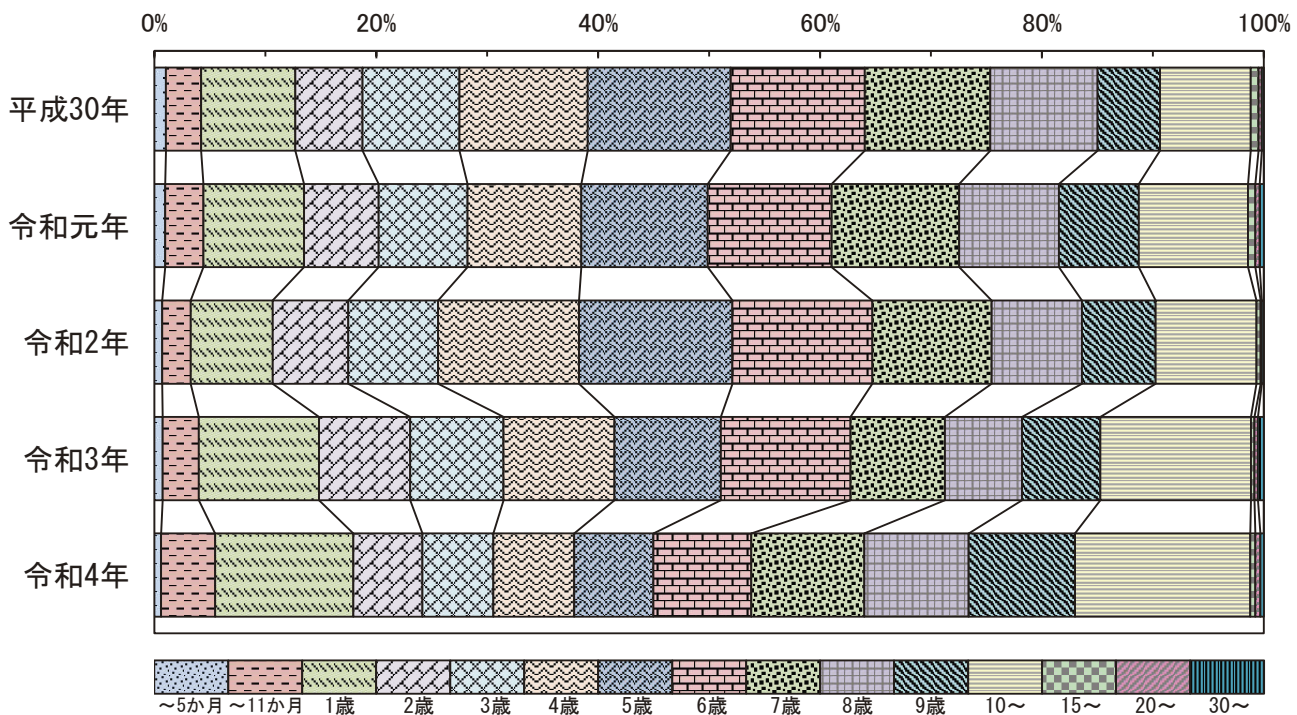 0% 20% 40% 60% 80% 100%
平成30年
令和元年
令和2年
令和3年
令和4年
～5か月 ～11か月 1歳 2歳 3歳 4歳 5歳 6歳 7歳 8歳 9歳 10～ 15～ 20～ 30～